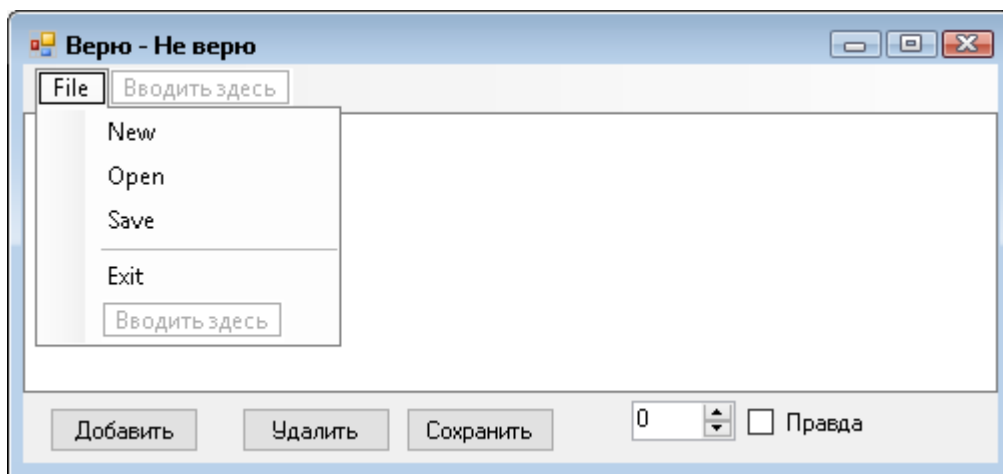 Верю - Не верю
File Вводить здесь
New
Open
Save
Exit
Вводить здесь
Добавить Удалить Сохранить 0 Правда